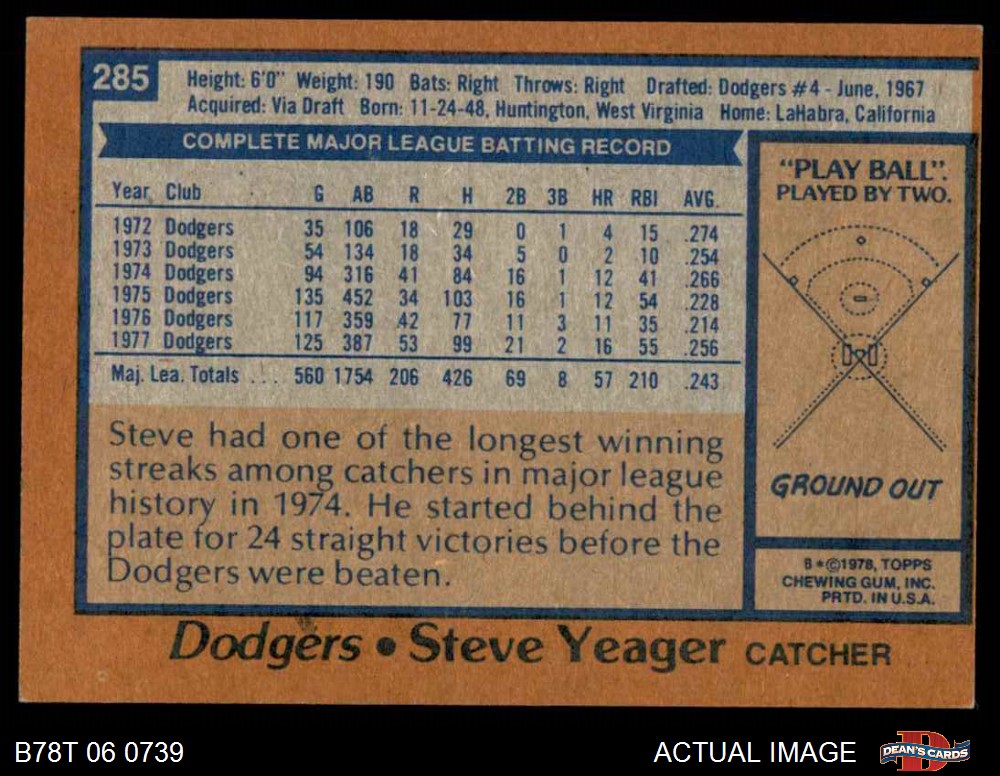 285
Height: 6'0" Weight: 190 Bats: Right Throws: Right Drafted: Dodgers #4 - June, 1967
Acquired: Via Draft Born: 11-24-48, Huntington, West Virginia Home: LaHabra, California
COMPLETE MAJOR LEAGUE BATTING RECORD
Year Club G AB R H 2B 3B HR RBI AVG.
1972 Dodgers 35 106 18 29 0 1 4 15 .274
1973 Dodgers 54 134 18 34 5 0 2 10 .254
1974 Dodgers 94 316 41 84 16 1 12 41 .266
1975 Dodgers 135 452 34 103 16 1 12 54 .228
1976 Dodgers 117 359 42 77 11 3 11 35 .214
1977 Dodgers 125 387 53 99 21 2 16 55 .256
Maj. Lea. Totals .... 560 1754 206 426 69 8 57 210 .243
Steve had one of the longest winning
streaks among catchers in major league
history in 1974. He started behind the
plate for 24 straight victories before the
Dodgers were beaten.
"PLAY BALL".
PLAYED BY TWO.
GROUND OUT
B*©1978, TOPPS
CHEWING GUM, INC.
PRTD. IN U.S.A.
Dodgers • Steve Yeager CATCHER
B78T 06 0739
ACTUAL IMAGE
DEAN'S CARDS